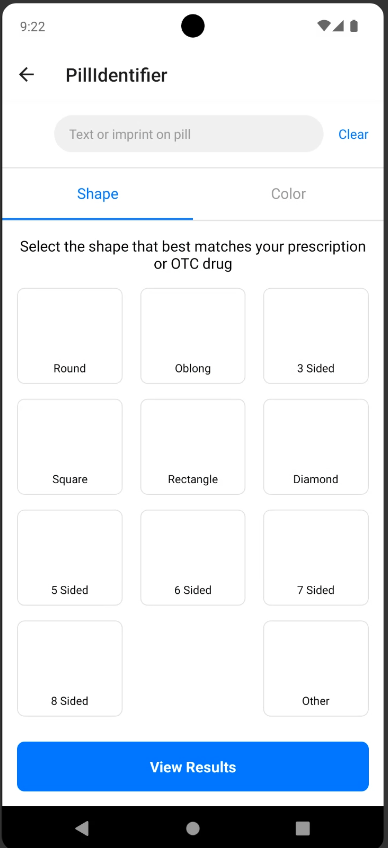 9:22
PillIdentifier
Text or imprint on pill
Clear
Shape
Color
Select the shape that best matches your prescription
or OTC drug
Round
Oblong
3 Sided
Square
Rectangle
Diamond
5 Sided
6 Sided
7 Sided
8 Sided
Other
View Results